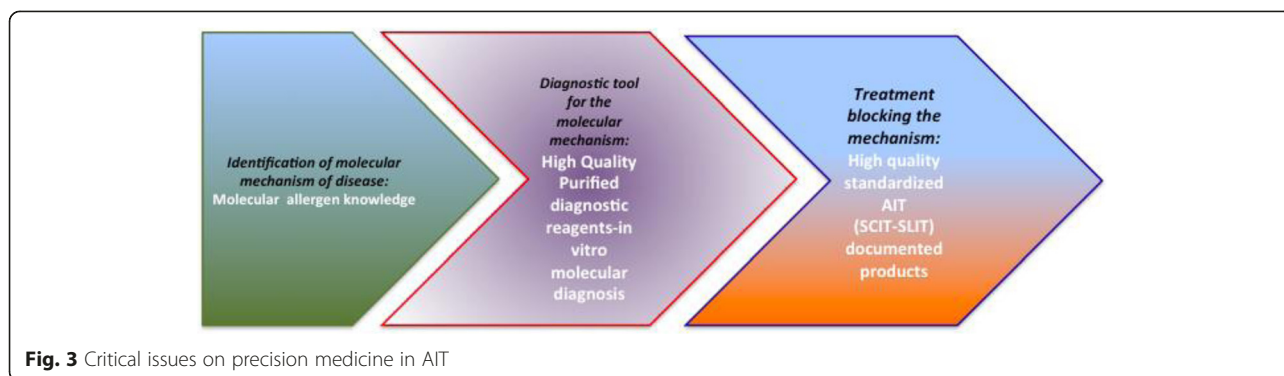 Identification of molecular
mechanism of disease:
Molecular allergen knowledge
Diagnostic tool
for the
molecular
mechanism:
High Quality
Purified
diagnostic
reagents-in
vitro
molecular
diagnosis
Treatment
blocking the
mechanism:
High quality
standardized
AIT
(SCIT-SLIT)
documented
products
Fig. 3 Critical issues on precision medicine in AIT